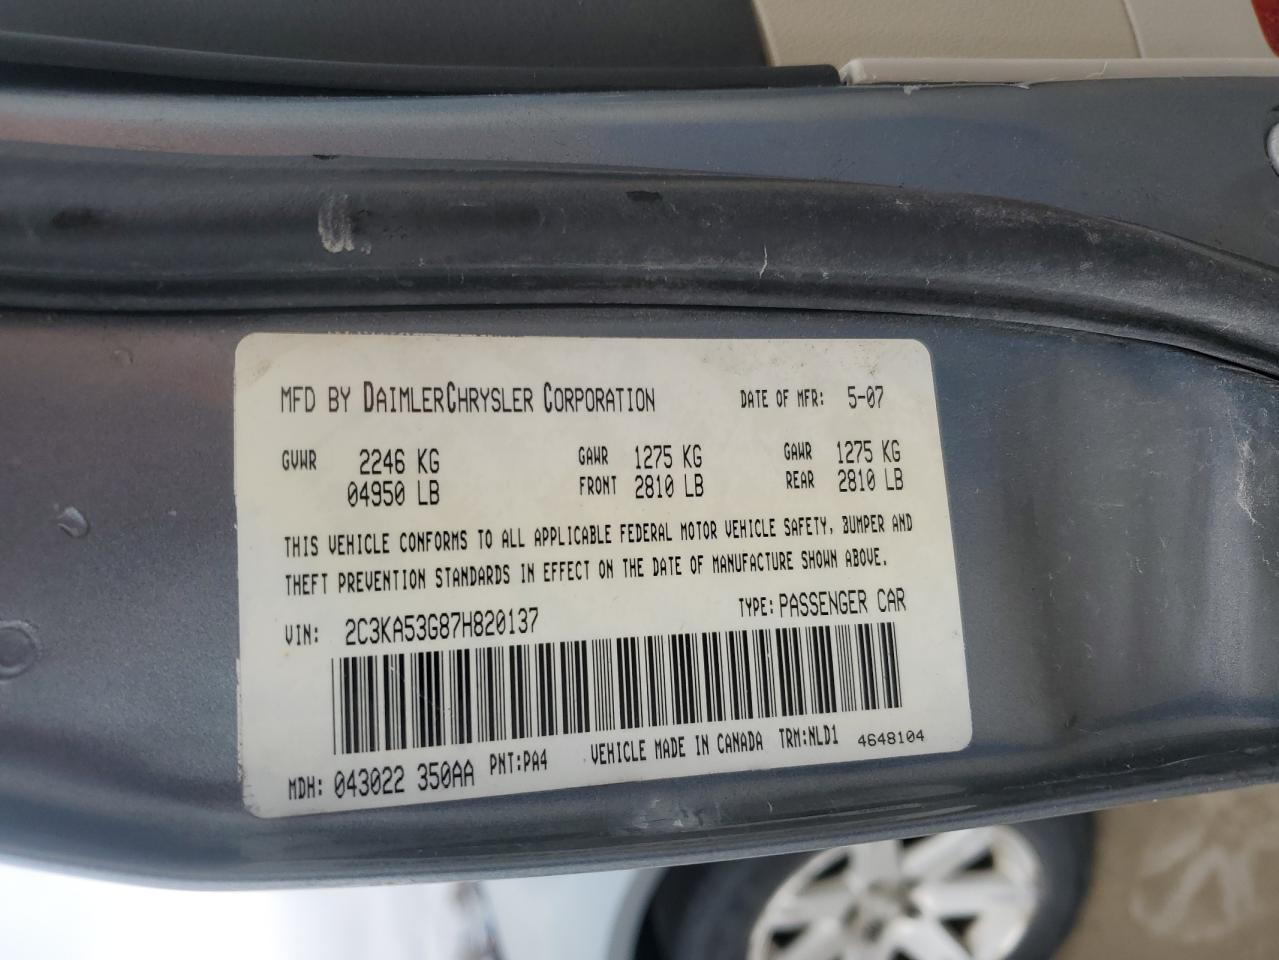 MFD BY DAIMLERCHRYSLER CORPORATION DATE OF MFR: 5-07
GVWR 2246 KG GAWR 1275 KG GAWR 1275 KG
04950 LB FRONT 2810 LB REAR 2810 LB
THIS VEHICLE CONFORMS TO ALL APPLICABLE FEDERAL MOTOR VEHICLE SAFETY, BUMPER AND
THEFT PREVENTION STANDARDS IN EFFECT ON THE DATE OF MANUFACTURE SHOWN ABOVE.
VIN: 2C3KA53G87H820137 TYPE: PASSENGER CAR
MDH: 043022 350AA PNT:PA4 VEHICLE MADE IN CANADA TRM:NLD1 4648104